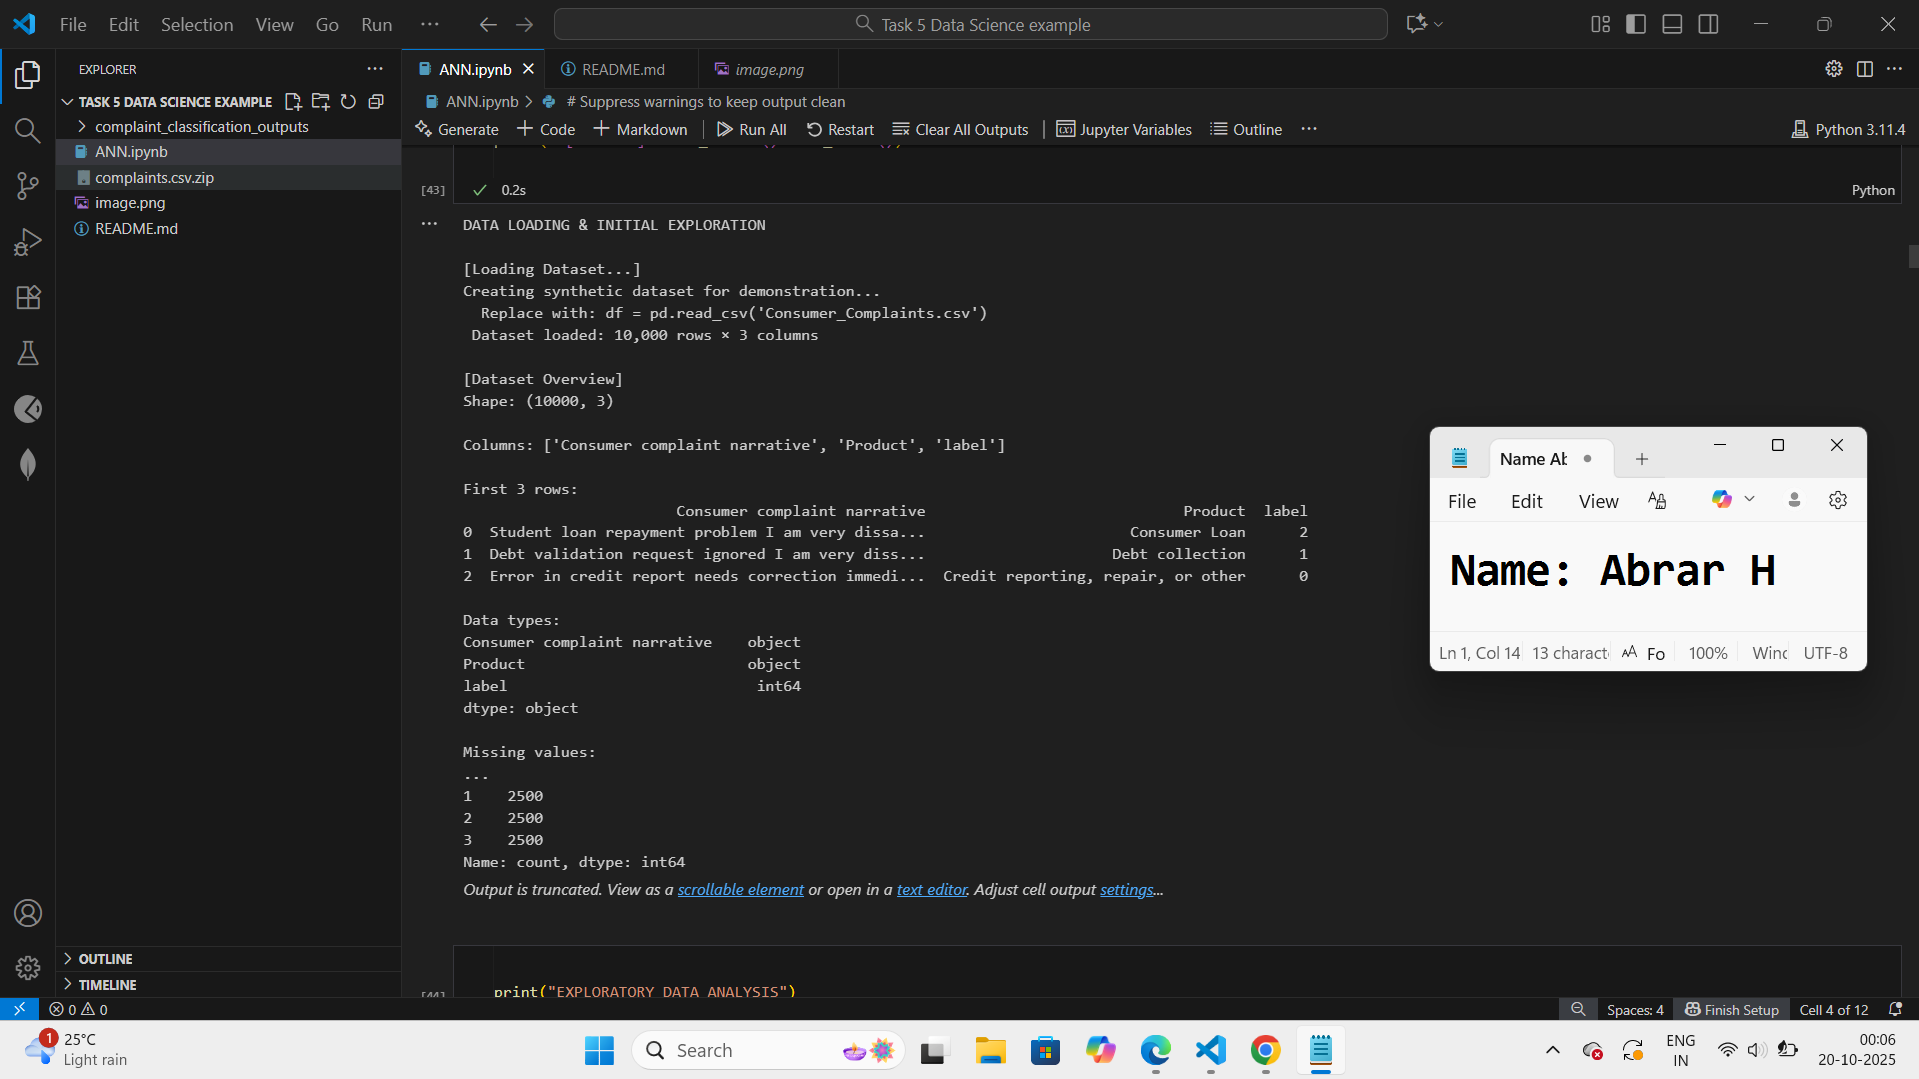 File Edit Selection View Go Run ... Task 5 Data Science example
EXPLORER
TASK 5 DATA SCIENCE EXAMPLE
complaint_classification_outputs
ANN.ipynb
complaints.csv.zip
image.png
README.md
OUTLINE
TIMELINE
ANN.ipynb README.md image.png
ANN.ipynb > # Suppress warnings to keep output clean
Generate + Code + Markdown Run All Restart Clear All Outputs Jupyter Variables Outline ... Python 3.11.4
[43] 0.2s Python
DATA LOADING & INITIAL EXPLORATION
[Loading Dataset...]
Creating synthetic dataset for demonstration...
Replace with: df = pd.read_csv('Consumer_Complaints.csv')
Dataset loaded: 10,000 rows × 3 columns
[Dataset Overview]
Shape: (10000, 3)
Columns: ['Consumer complaint narrative', 'Product', 'label']
First 3 rows:
Consumer complaint narrative Product label
0 Student loan repayment problem I am very dissa... Consumer Loan 2
1 Debt validation request ignored I am very diss... Debt collection 1
2 Error in credit report needs correction immedi... Credit reporting, repair, or other 0
Data types:
Consumer complaint narrative object
Product object
label int64
dtype: object
Missing values:
...
1 2500
2 2500
3 2500
Name: count, dtype: int64
Output is truncated. View as a scrollable element or open in a text editor. Adjust cell output settings...
[44] print("EXPLORATORY DATA ANALYSIS")
Name Ab
File Edit View
Name: Abrar H
Ln 1, Col 14 13 charact Fo 100% Winc UTF-8
0 0 Spaces: 4 Finish Setup Cell 4 of 12
1 25°C
Light rain
Search
ENG
IN
00:06
20-10-2025